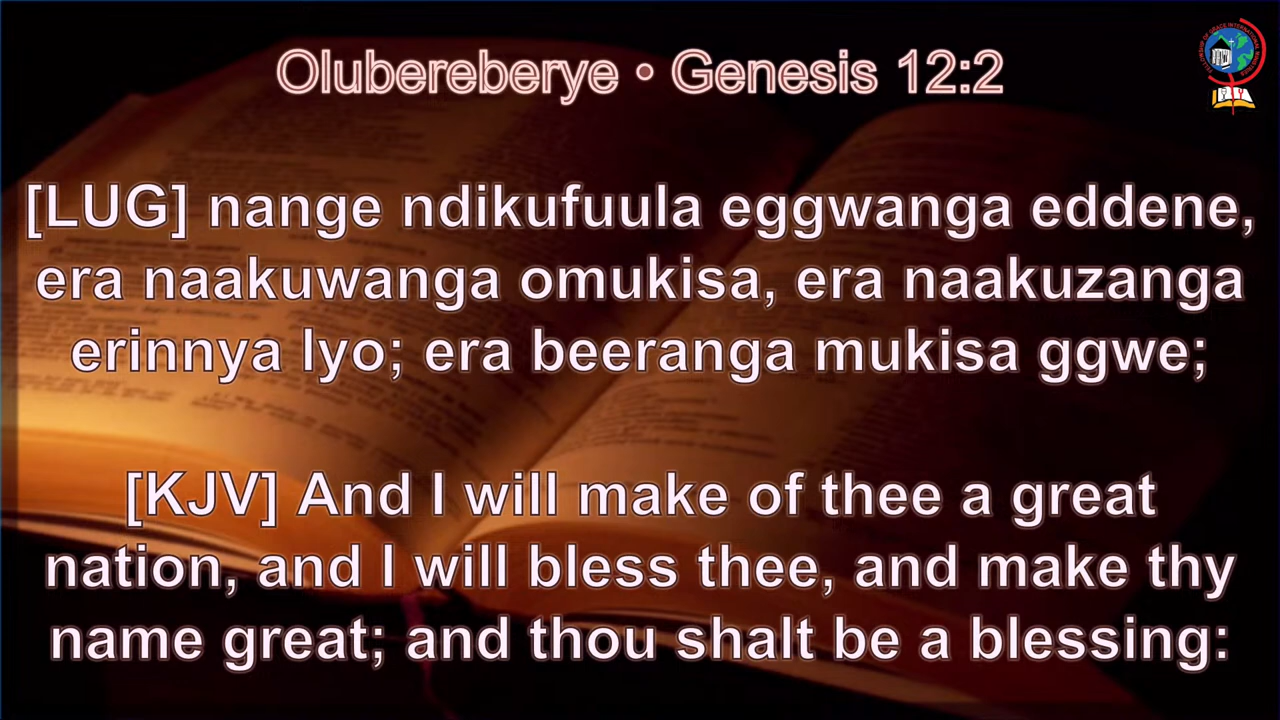 Olubereberye • Genesis 12:2
[LUG] nange ndikufuula eggwanga eddene,
era naakuwanga omukisa, era naakuzanga
erinnya lyo; era beeranga mukisa ggwe;
[KJV] And I will make of thee a great
nation, and I will bless thee, and make thy
name great; and thou shalt be a blessing: